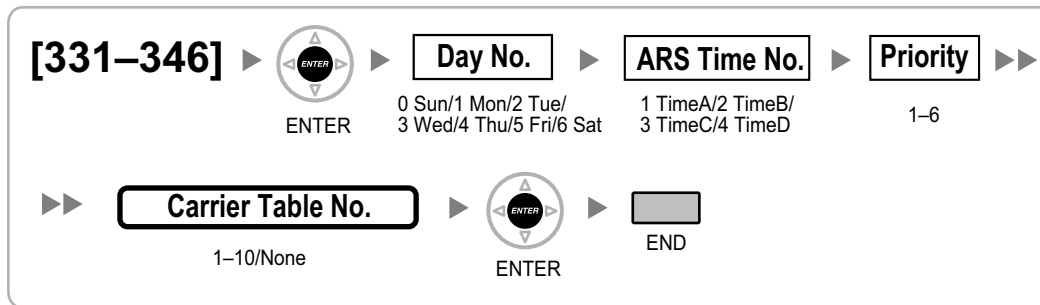 [331–346]
ENTER
ENTER
Day No.
0 Sun/1 Mon/2 Tue/
3 Wed/4 Thu/5 Fri/6 Sat
ARS Time No.
1 TimeA/2 TimeB/
3 TimeC/4 TimeD
Priority
1–6
Carrier Table No.
1–10/None
ENTER
ENTER
END